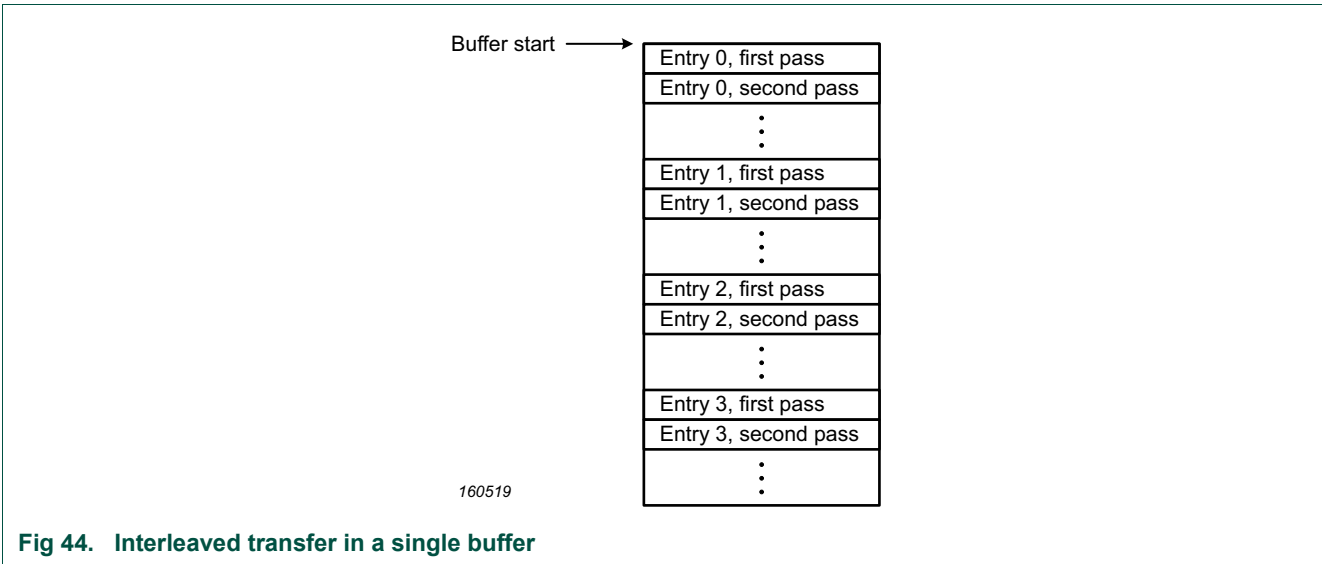 Buffer start
Entry 0, first pass
Entry 0, second pass
Entry 1, first pass
Entry 1, second pass
Entry 2, first pass
Entry 2, second pass
Entry 3, first pass
Entry 3, second pass
160519
Fig 44. Interleaved transfer in a single buffer